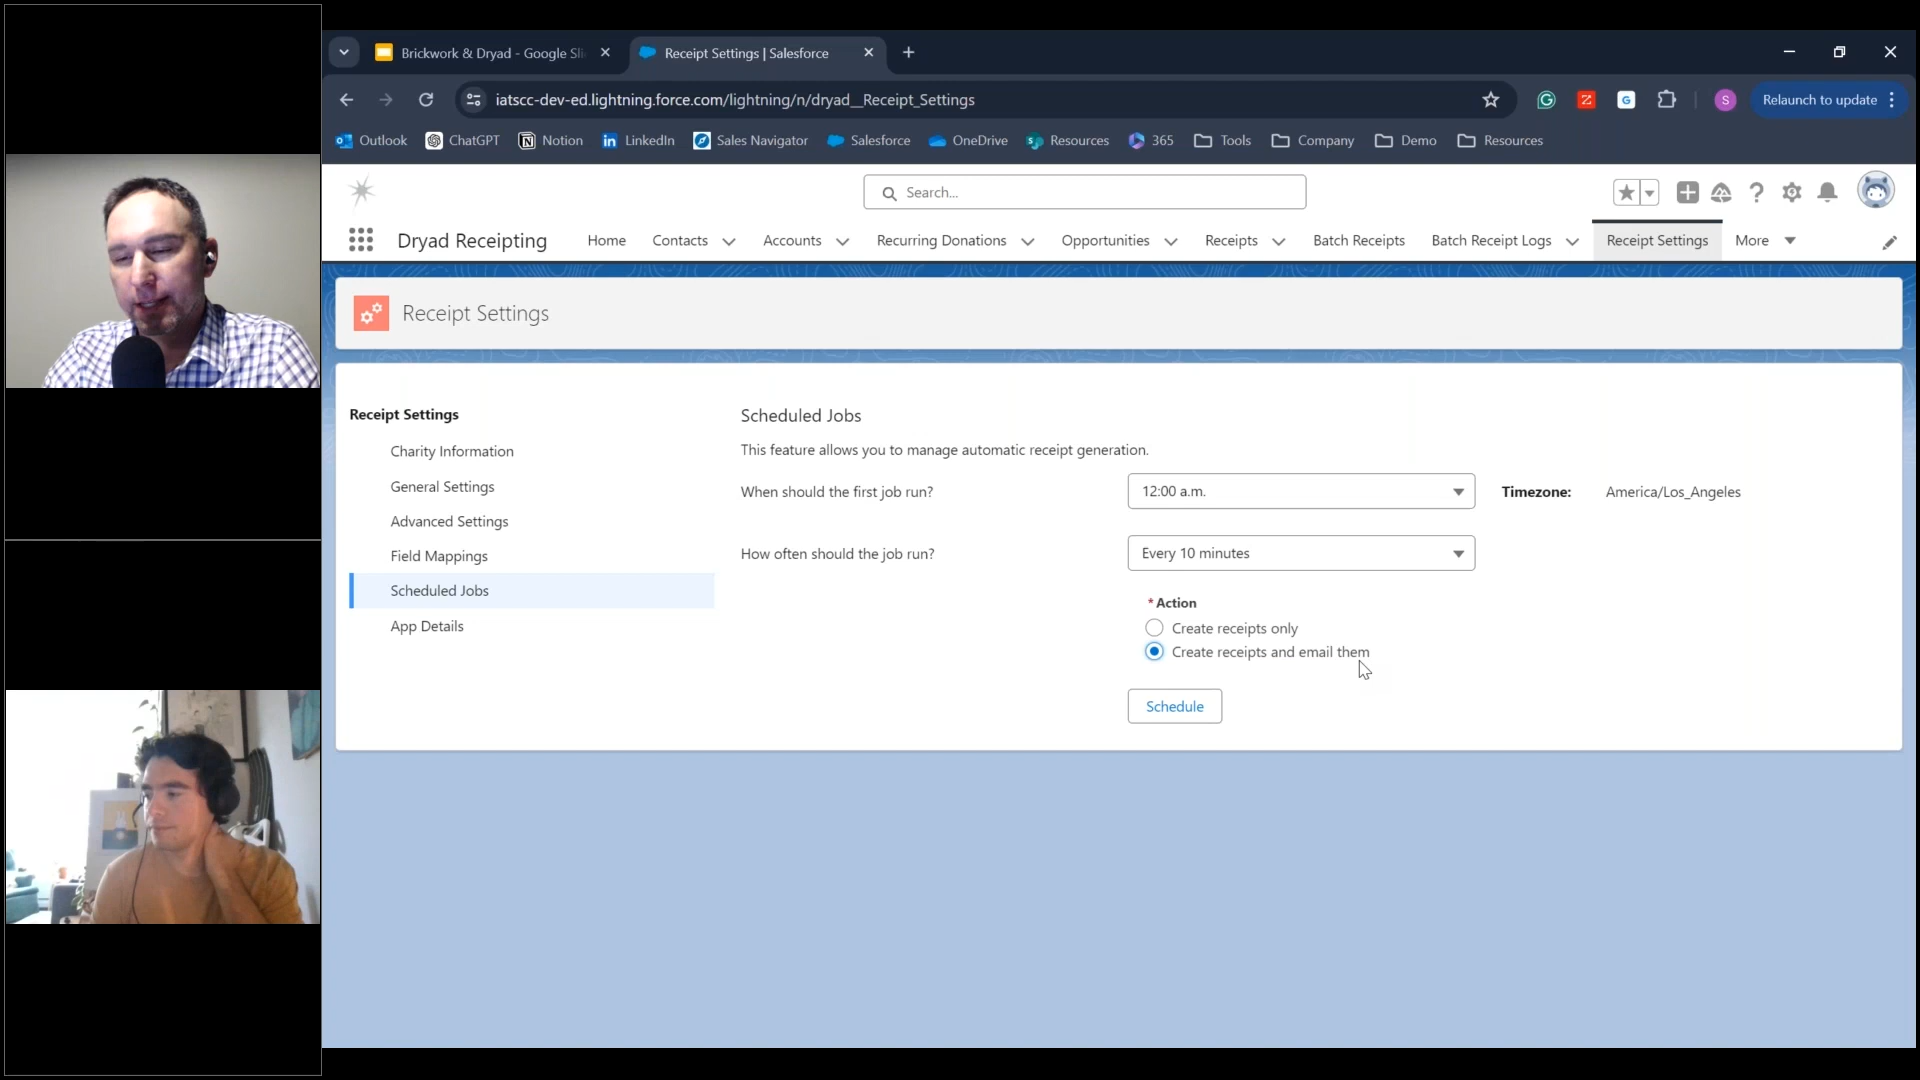 Brickwork & Dryad - Google Sli
Receipt Settings | Salesforce
iatscc-dev-ed.lightning.force.com/lightning/n/dryad__Receipt_Settings
Relaunch to update
S
Outlook
ChatGPT
Notion
LinkedIn
Sales Navigator
Salesforce
OneDrive
Resources
365
Tools
Company
Demo
Resources
Search...
Dryad Receipting
Home
Contacts
Accounts
Recurring Donations
Opportunities
Receipts
Batch Receipts
Batch Receipt Logs
Receipt Settings
More
Receipt Settings
Receipt Settings
Charity Information
General Settings
Advanced Settings
Field Mappings
Scheduled Jobs
App Details
Scheduled Jobs
This feature allows you to manage automatic receipt generation.
When should the first job run?
12:00 a.m.
Timezone:
America/Los_Angeles
How often should the job run?
Every 10 minutes
* Action
Create receipts only
Create receipts and email them
Schedule